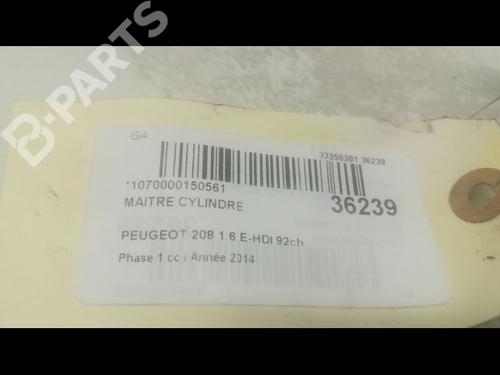 B-PARTS
GA
33350301 36239
*1070000150561
MAITRE CYLINDRE
36239
PEUGEOT 208 1.6 E-HDI 92ch
Phase 1 cc / Année 2014